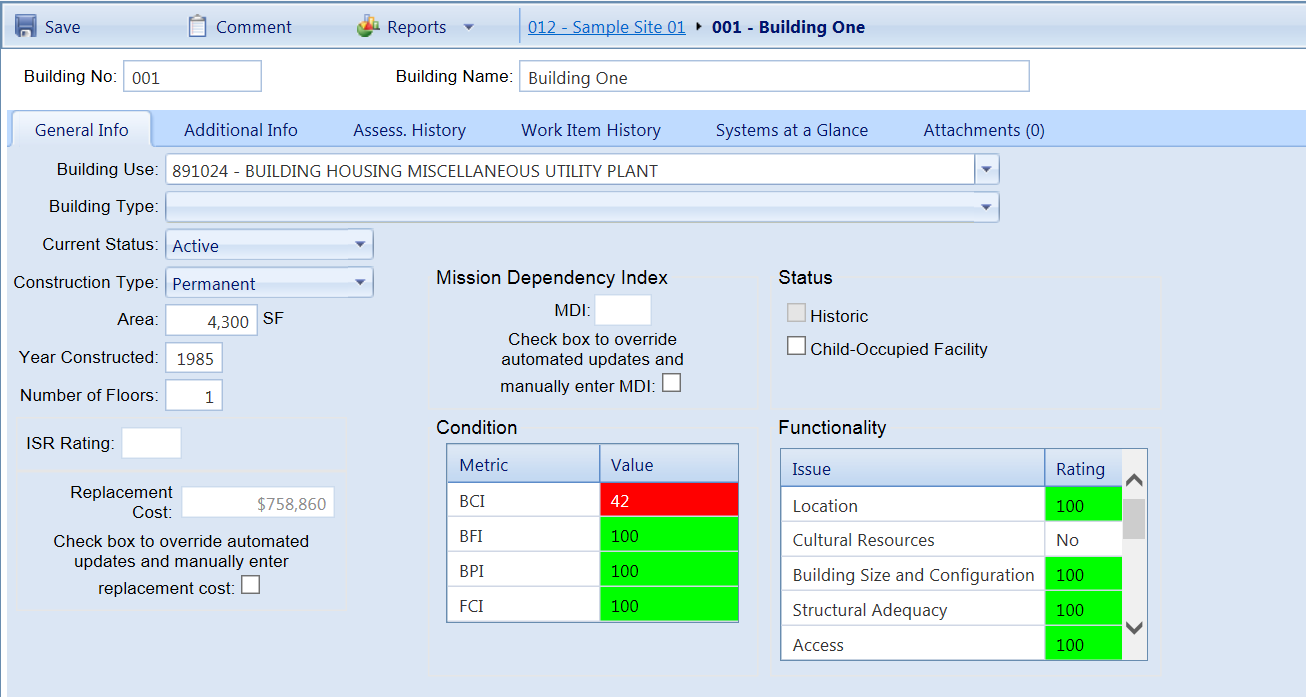 Save Comment Reports 012 - Sample Site 01 001 - Building One
Building No: 001 Building Name: Building One
General Info Additional Info Assess. History Work Item History Systems at a Glance Attachments (0)
Building Use: 891024 - BUILDING HOUSING MISCELLANEOUS UTILITY PLANT
Building Type:
Current Status: Active
Construction Type: Permanent
Area: 4,300 SF
Year Constructed: 1985
Number of Floors: 1
ISR Rating:
Replacement
Cost: $758,860
Check box to override automated
updates and manually enter
replacement cost:
Mission Dependency Index
MDI:
Check box to override
automated updates and
manually enter MDI:
Status
Historic
Child-Occupied Facility
Condition
Metric Value
BCI 42
BFI 100
BPI 100
FCI 100
Functionality
Issue Rating
Location 100
Cultural Resources No
Building Size and Configuration 100
Structural Adequacy 100
Access 100